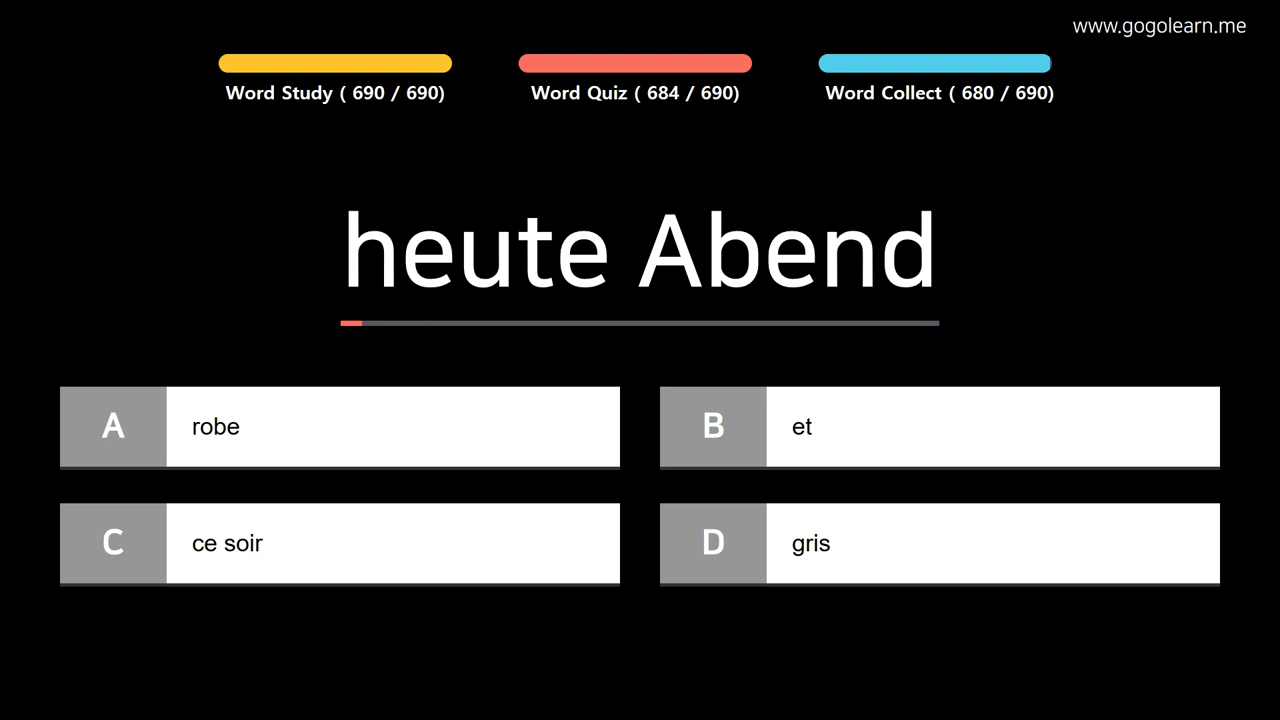 www.gogolearn.me
Word Study ( 690 / 690)
Word Quiz ( 684 / 690)
Word Collect ( 680 / 690)
heute Abend
A robe
B et
C ce soir
D gris